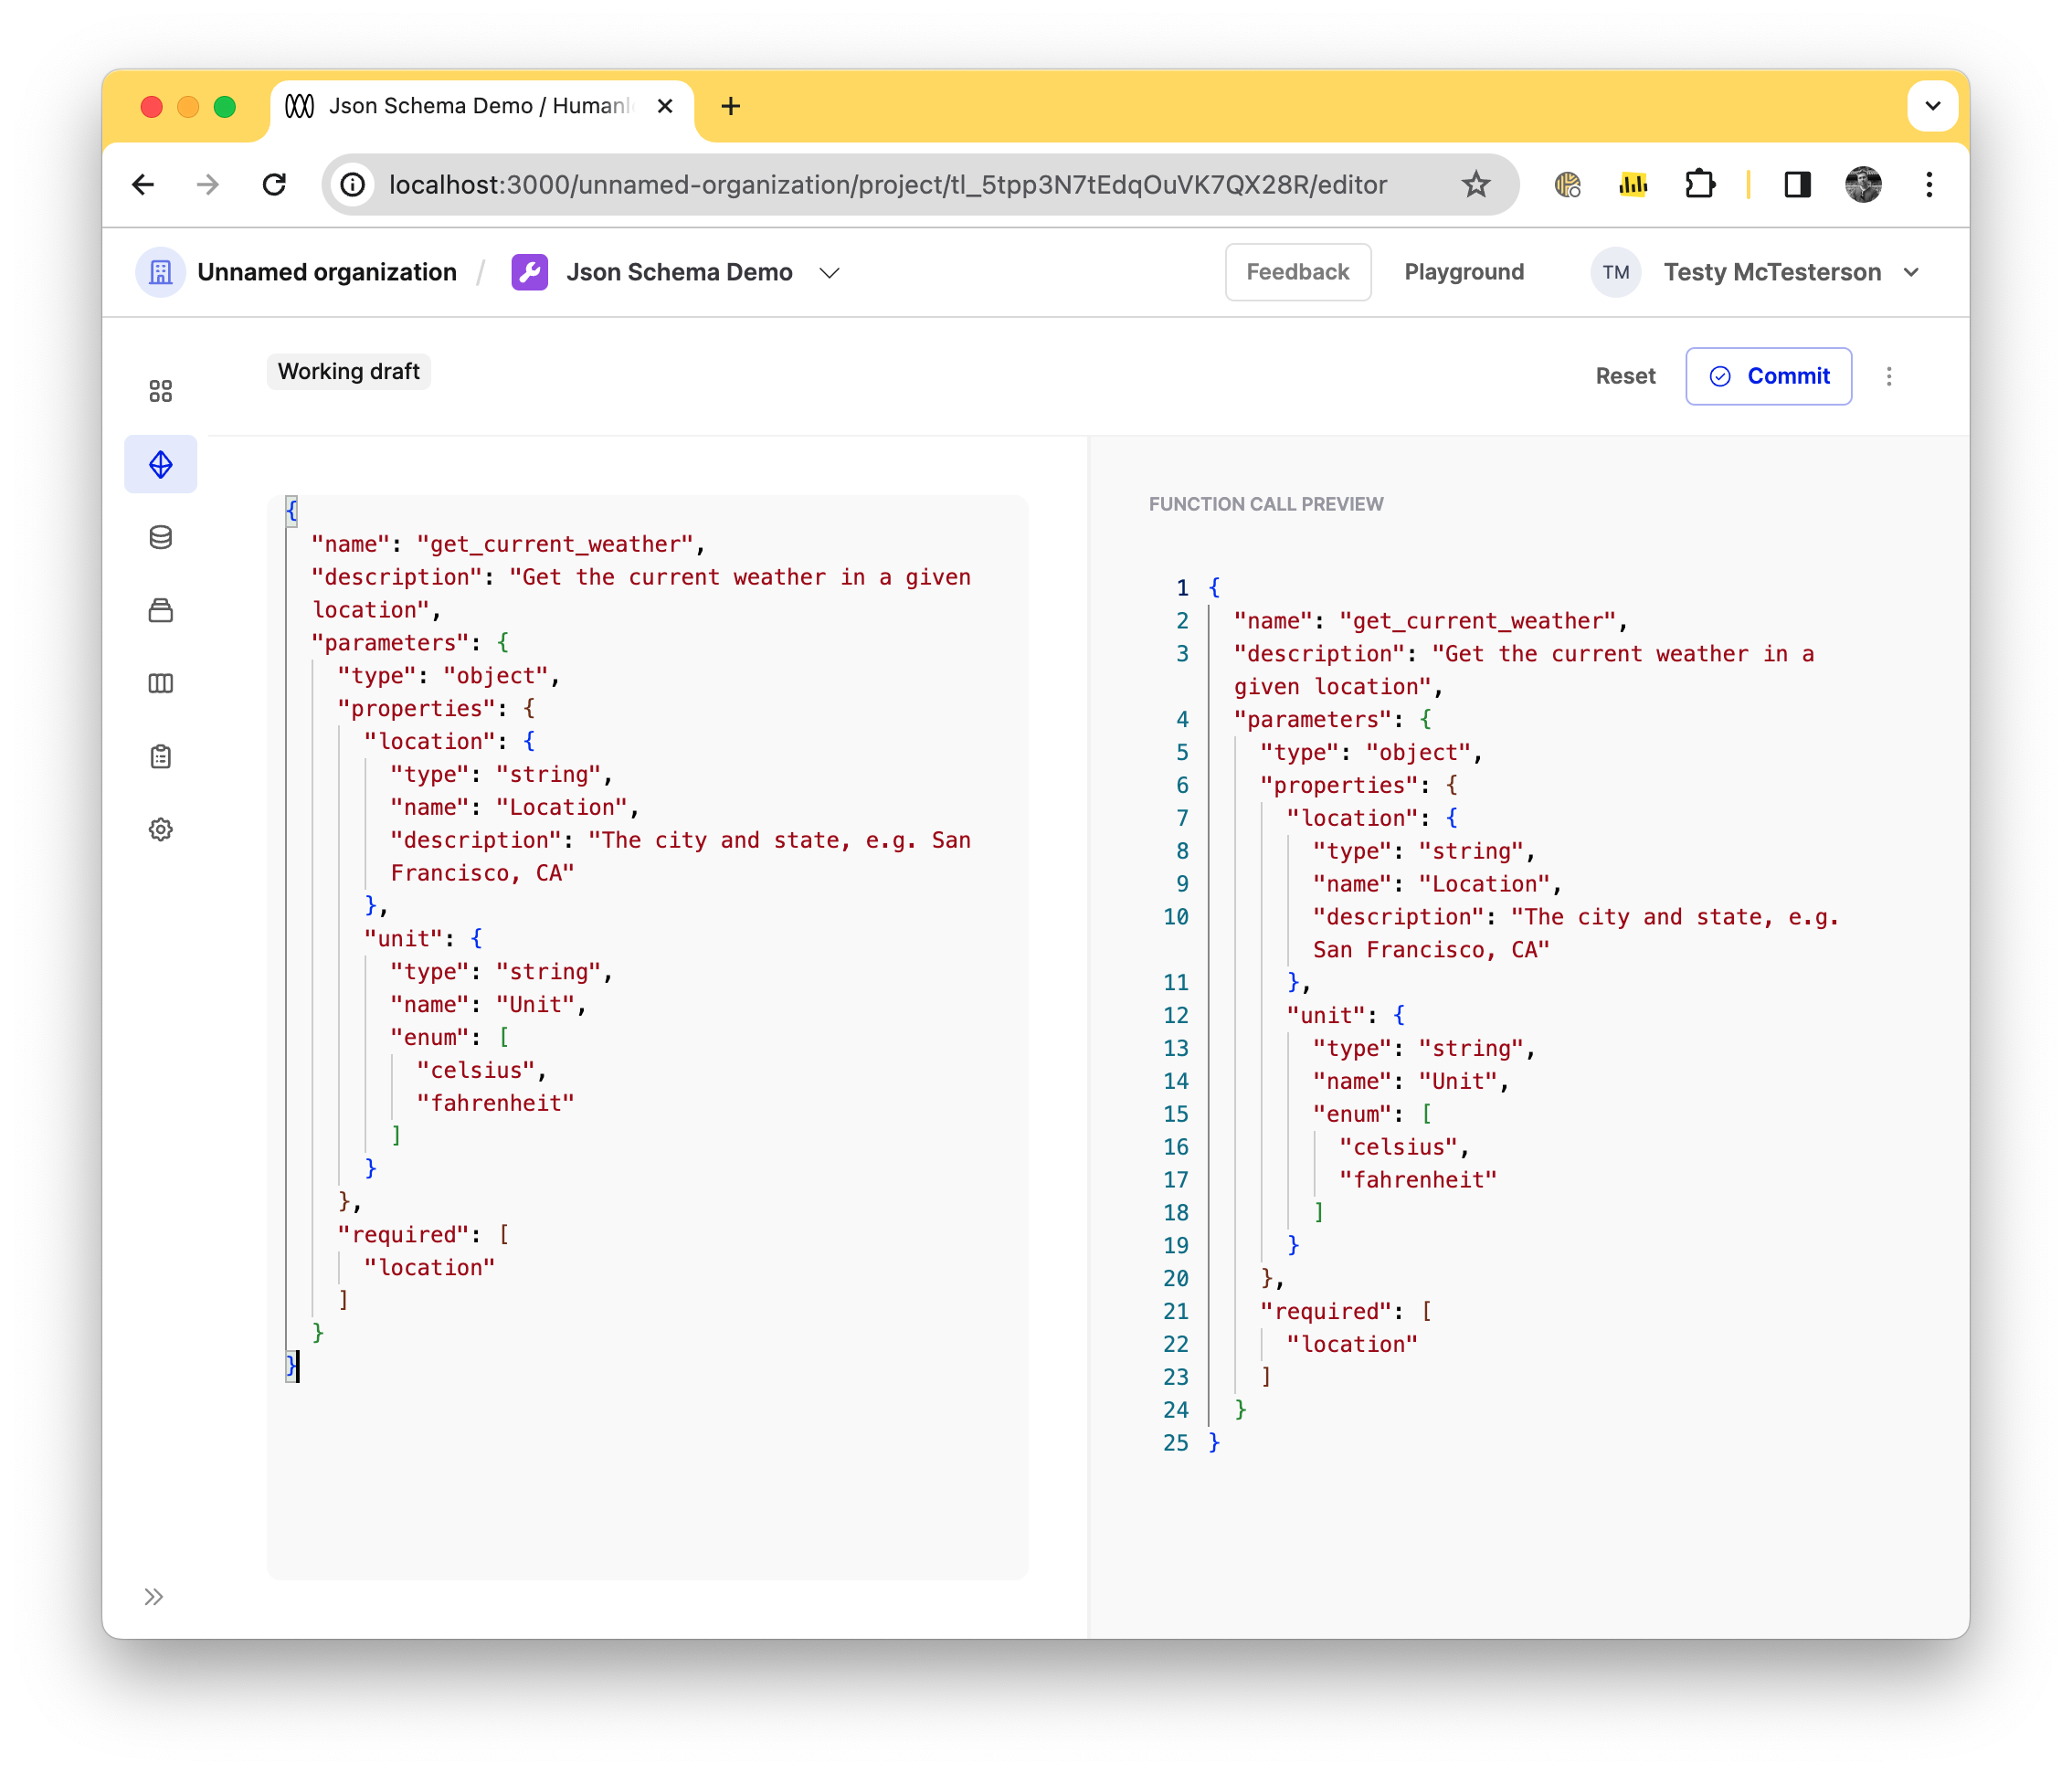 Json Schema Demo / Humanl
localhost:3000/unnamed-organization/project/tl_5tpp3N7tEdqOuVK7QX28R/editor
Unnamed organization / Json Schema Demo
Feedback
Playground
TM
Testy McTesterson
Working draft
Reset
Commit
{
"name": "get_current_weather",
"description": "Get the current weather in a given
location",
"parameters": {
"type": "object",
"properties": {
"location": {
"type": "string",
"name": "Location",
"description": "The city and state, e.g. San
Francisco, CA"
},
"unit": {
"type": "string",
"name": "Unit",
"enum": [
"celsius",
"fahrenheit"
]
}
},
"required": [
"location"
]
}
}
FUNCTION CALL PREVIEW
1 {
2 "name": "get_current_weather",
3 "description": "Get the current weather in a
given location",
4 "parameters": {
5 "type": "object",
6 "properties": {
7 "location": {
8 "type": "string",
9 "name": "Location",
10 "description": "The city and state, e.g.
San Francisco, CA"
11 },
12 "unit": {
13 "type": "string",
14 "name": "Unit",
15 "enum": [
16 "celsius",
17 "fahrenheit"
18 ]
19 }
20 },
21 "required": [
22 "location"
23 ]
24 }
25 }